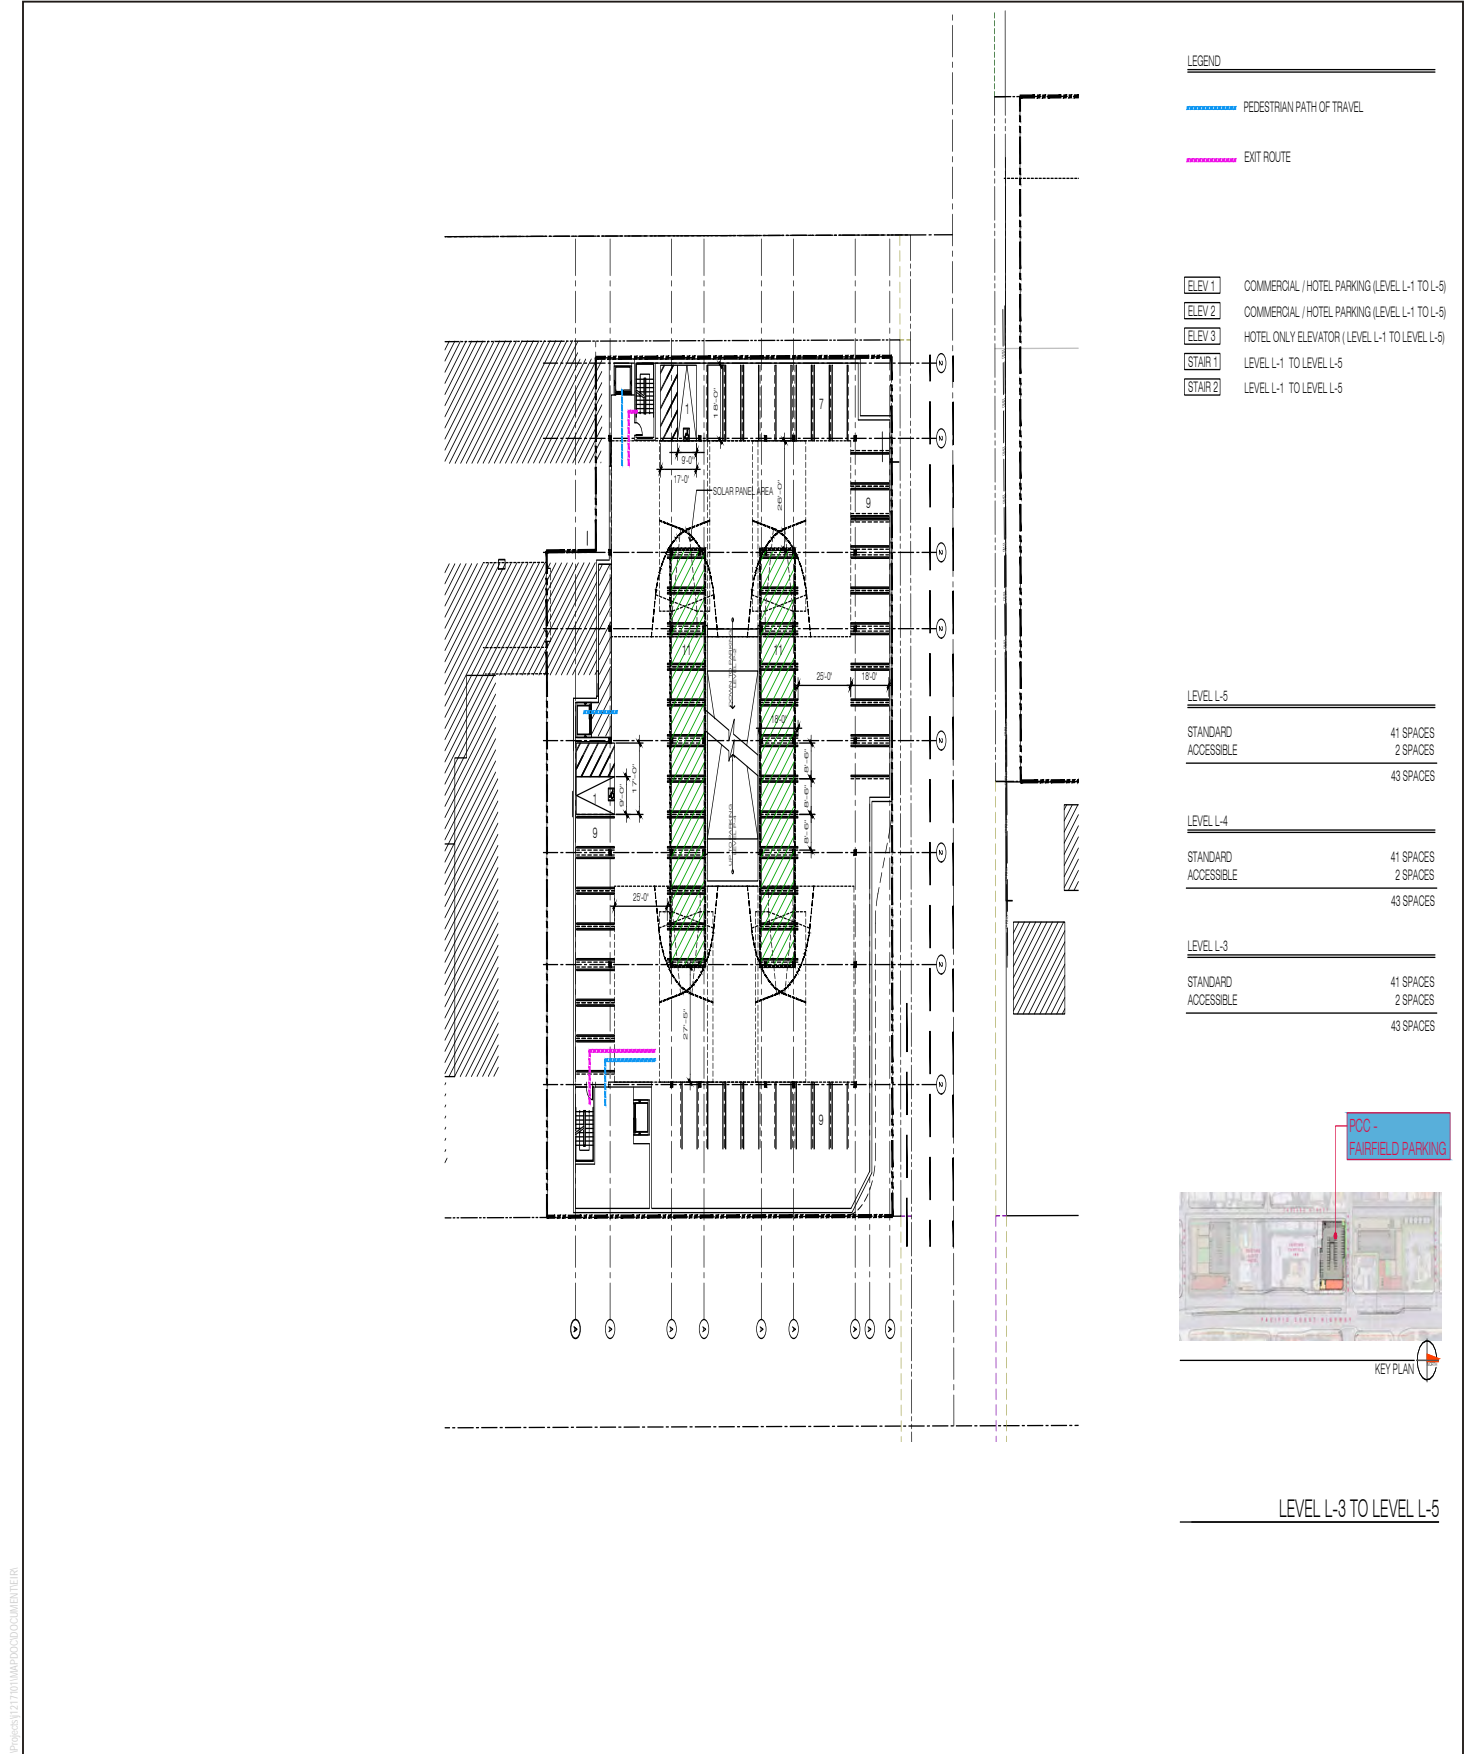 LEGEND
PEDESTRIAN PATH OF TRAVEL
EXIT ROUTE
ELEV 1 COMMERCIAL / HOTEL PARKING (LEVEL L-1 TO L-5)
ELEV 2 COMMERCIAL / HOTEL PARKING (LEVEL L-1 TO L-5)
ELEV 3 HOTEL ONLY ELEVATOR ( LEVEL L-1 TO LEVEL L-5)
STAIR 1 LEVEL L-1 TO LEVEL L-5
STAIR 2 LEVEL L-1 TO LEVEL L-5
1
18'-0"
7
9'-0"
17'-0"
SOLAR PANEL AREA
26'-0"
9
11
11
25'-0"
18'-0"
18'-0"
8'-6"
8'-6"
8'-6"
17'-0"
9'-0"
1
9
UP TO PARKING
25'-0"
27'-5"
9
LEVEL L-5
STANDARD 41 SPACES
ACCESSIBLE 2 SPACES
43 SPACES
LEVEL L-4
STANDARD 41 SPACES
ACCESSIBLE 2 SPACES
43 SPACES
LEVEL L-3
STANDARD 41 SPACES
ACCESSIBLE 2 SPACES
43 SPACES
PCC -
FAIRFIELD PARKING
PACIFIC COAST HIGHWAY
KEY PLAN
LEVEL L-3 TO LEVEL L-5